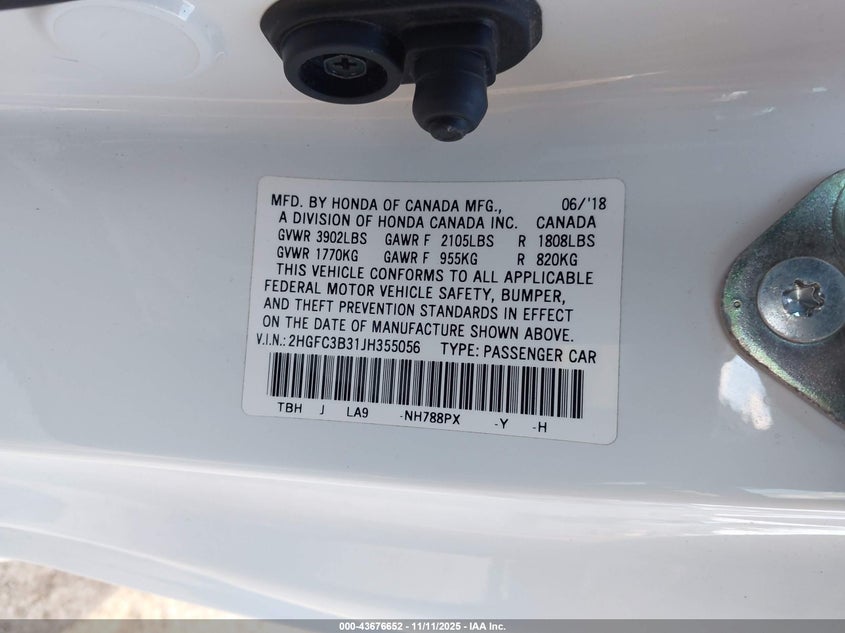 MFD. BY HONDA OF CANADA MFG., 06/'18
A DIVISION OF HONDA CANADA INC. CANADA
GVWR 3902LBS GAWR F 2105LBS R 1808LBS
GVWR 1770KG GAWR F 955KG R 820KG
THIS VEHICLE CONFORMS TO ALL APPLICABLE
FEDERAL MOTOR VEHICLE SAFETY, BUMPER,
AND THEFT PREVENTION STANDARDS IN EFFECT
ON THE DATE OF MANUFACTURE SHOWN ABOVE.
V.I.N.: 2HGFC3B31JH355056 TYPE: PASSENGER CAR
TBH J LA9 -NH788PX -Y -H
000-43676652 - 11/11/2025 - IAA Inc.